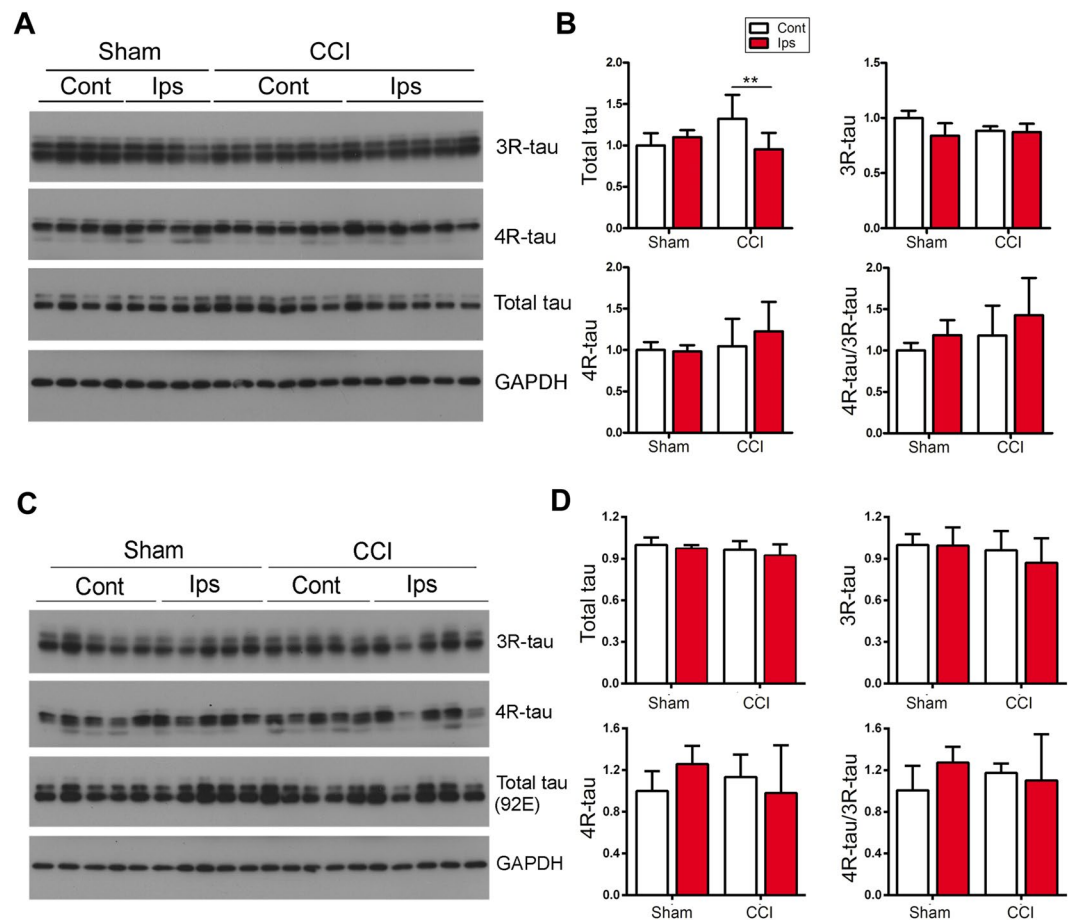 A
Sham
CCI
Cont
Ips
Cont
Ips
3R-tau
4R-tau
Total tau
GAPDH
B
Cont
Ips
Total tau
2.0
1.5
1.0
0.5
0.0
**
Sham
CCI
3R-tau
1.5
1.0
0.5
0.0
Sham
CCI
4R-tau
2.0
1.5
1.0
0.5
0.0
Sham
CCI
4R-tau/3R-tau
2.0
1.5
1.0
0.5
0.0
Sham
CCI
C
Sham
CCI
Cont
Ips
Cont
Ips
3R-tau
4R-tau
Total tau
(92E)
GAPDH
D
Total tau
1.2
0.9
0.6
0.3
0.0
Sham
CCI
3R-tau
1.2
0.9
0.6
0.3
0.0
Sham
CCI
4R-tau
1.6
1.2
0.8
0.4
0.0
Sham
CCI
4R-tau/3R-tau
1.6
1.2
0.8
0.4
0.0
Sham
CCI